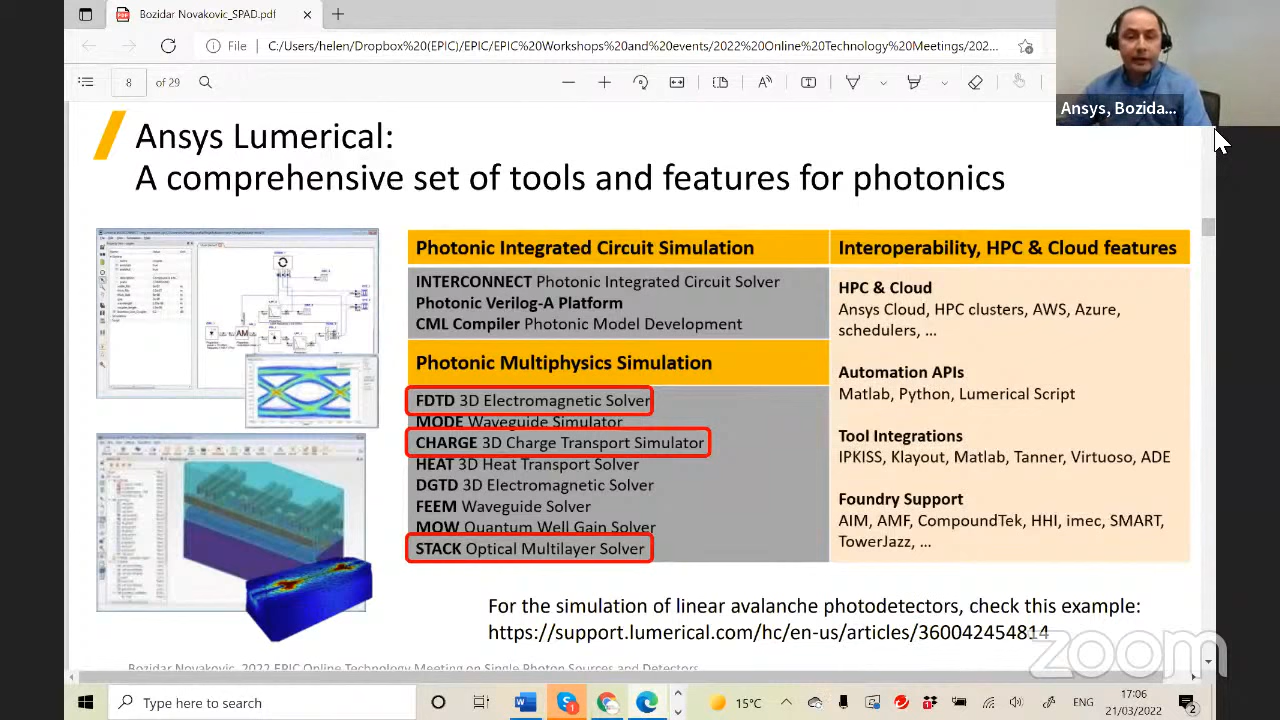 Bozidar Novakovic_SPAD.pdf
File
C:/Users/helen/Dropbox%20(EPIC)/EPIC/EPIC%20Workshops%20and%20events/2022%20Online%20Technology%20Meetings/202...
8 of 29
Ansys, Bozida...
Ansys Lumerical:
A comprehensive set of tools and features for photonics
Photonic Integrated Circuit Simulation
INTERCONNECT Photonic Integrated Circuit Solver
Photonic Verilog-A Platform
CML Compiler Photonic Model Development
Photonic Multiphysics Simulation
FDTD 3D Electromagnetic Solver
MODE Waveguide Simulator
CHARGE 3D Charge Transport Simulator
HEAT 3D Heat Transport Solver
DGTD 3D Electromagnetic Solver
FEEM Waveguide Solver
MQW Quantum Well Gain Solver
STACK Optical Multilayer Solver
Interoperability, HPC & Cloud features
HPC & Cloud
Ansys Cloud, HPC clusters, AWS, Azure,
schedulers, ...
Automation APIs
Matlab, Python, Lumerical Script
Tool Integrations
IPKISS, Klayout, Matlab, Tanner, Virtuoso, ADE
Foundry Support
AIM, AMF, CompoundTek, HHI, imec, SMART,
TowerJazz, ...
For the simulation of linear avalanche photodetectors, check this example:
https://support.lumerical.com/hc/en-us/articles/360042454814
zoom
Bozidar Novakovic, 2022 EPIC Online Technology Meeting on Single Photon Sources and Detectors
Type here to search
13°C
ENG
17:06
21/03/2022
2